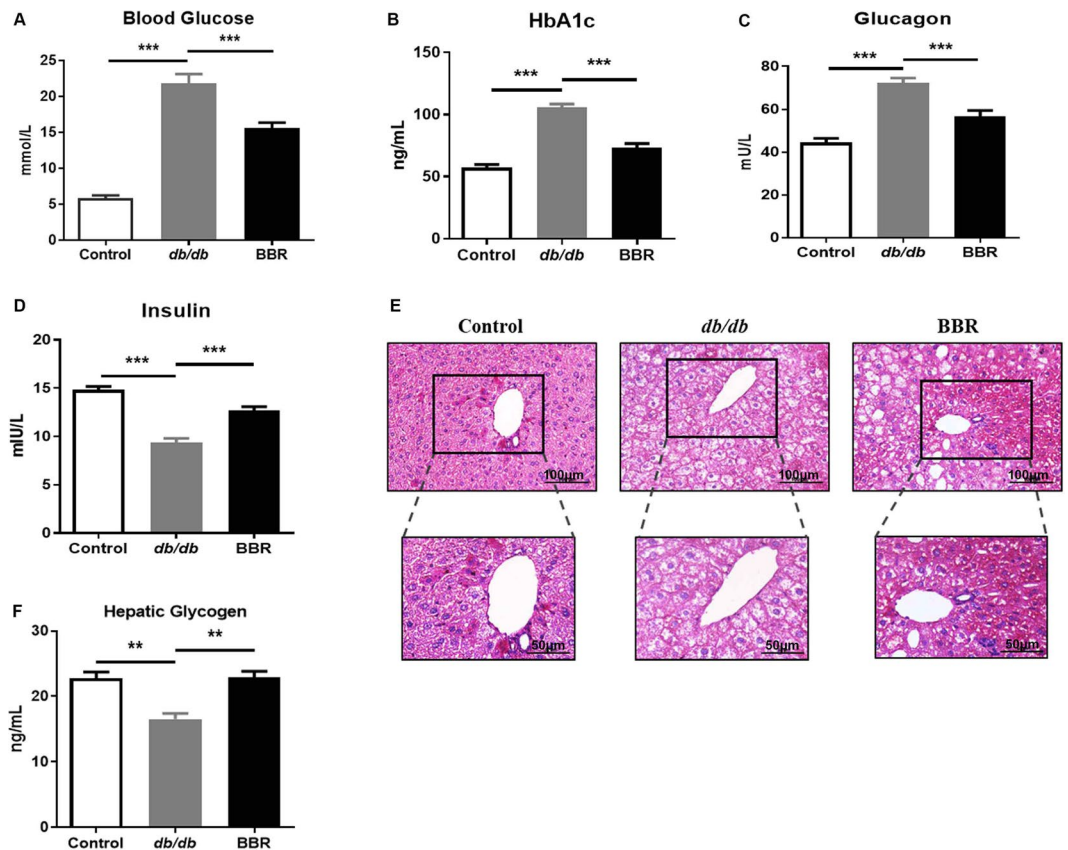 A
Blood Glucose
***
***
25
20
15
10
5
0
mmol/L
Control
db/db
BBR
B
HbA1c
***
***
150
100
50
0
ng/mL
Control
db/db
BBR
C
Glucagon
***
***
80
60
40
20
0
mU/L
Control
db/db
BBR
D
Insulin
***
***
20
15
10
5
0
mIU/L
Control
db/db
BBR
E
Control
db/db
BBR
100μm
100μm
100μm
50μm
50μm
50μm
F
Hepatic Glycogen
**
**
30
20
10
0
ng/mL
Control
db/db
BBR